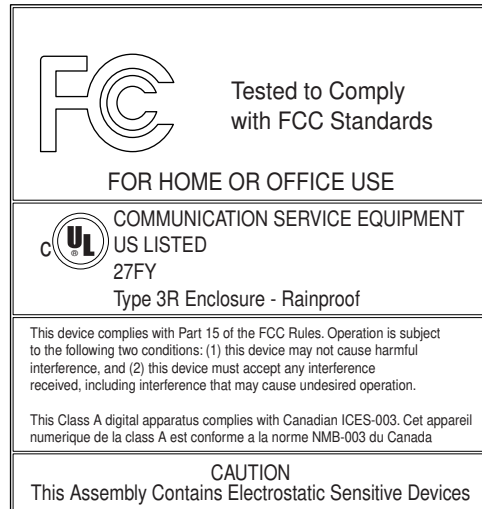 FCC
Tested to Comply
with FCC Standards
FOR HOME OR OFFICE USE
C UL ®
COMMUNICATION SERVICE EQUIPMENT
US LISTED
27FY
Type 3R Enclosure - Rainproof
This device complies with Part 15 of the FCC Rules. Operation is subject
to the following two conditions: (1) this device may not cause harmful
interference, and (2) this device must accept any interference
received, including interference that may cause undesired operation.
This Class A digital apparatus complies with Canadian ICES-003. Cet appareil
numerique de la class A est conforme a la norme NMB-003 du Canada
CAUTION
This Assembly Contains Electrostatic Sensitive Devices